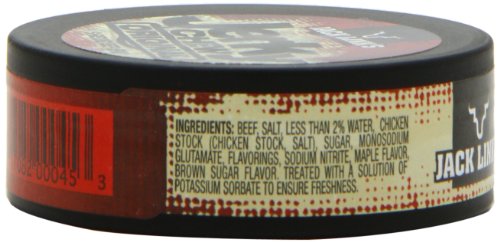 INGREDIENTS: BEEF, SALT, LESS THAN 2% WATER, CHICKEN
STOCK (CHICKEN STOCK, SALT), SUGAR, MONOSODIUM
GLUTAMATE, FLAVORINGS, SODIUM NITRITE, MAPLE FLAVOR,
BROWN SUGAR FLAVOR. TREATED WITH A SOLUTION OF
POTASSIUM SORBATE TO ENSURE FRESHNESS.
JACK LIN
00045 3